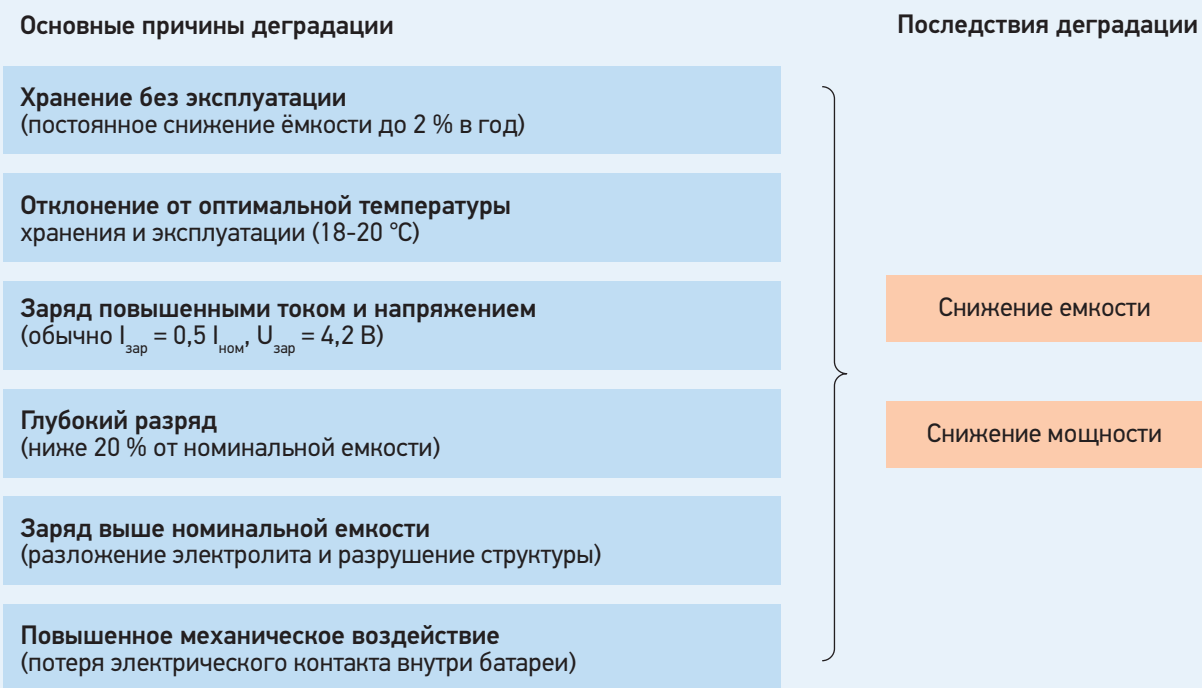 Основные причины деградации
Последствия деградации
Хранение без эксплуатации
(постоянное снижение ёмкости до 2 % в год)
Отклонение от оптимальной температуры
хранения и эксплуатации (18-20 °C)
Заряд повышенными током и напряжением
(обычно I зар = 0,5 I ном, U зар = 4,2 В)
Глубокий разряд
(ниже 20 % от номинальной емкости)
Заряд выше номинальной емкости
(разложение электролита и разрушение структуры)
Повышенное механическое воздействие
(потеря электрического контакта внутри батареи)
Снижение емкости
Снижение мощности